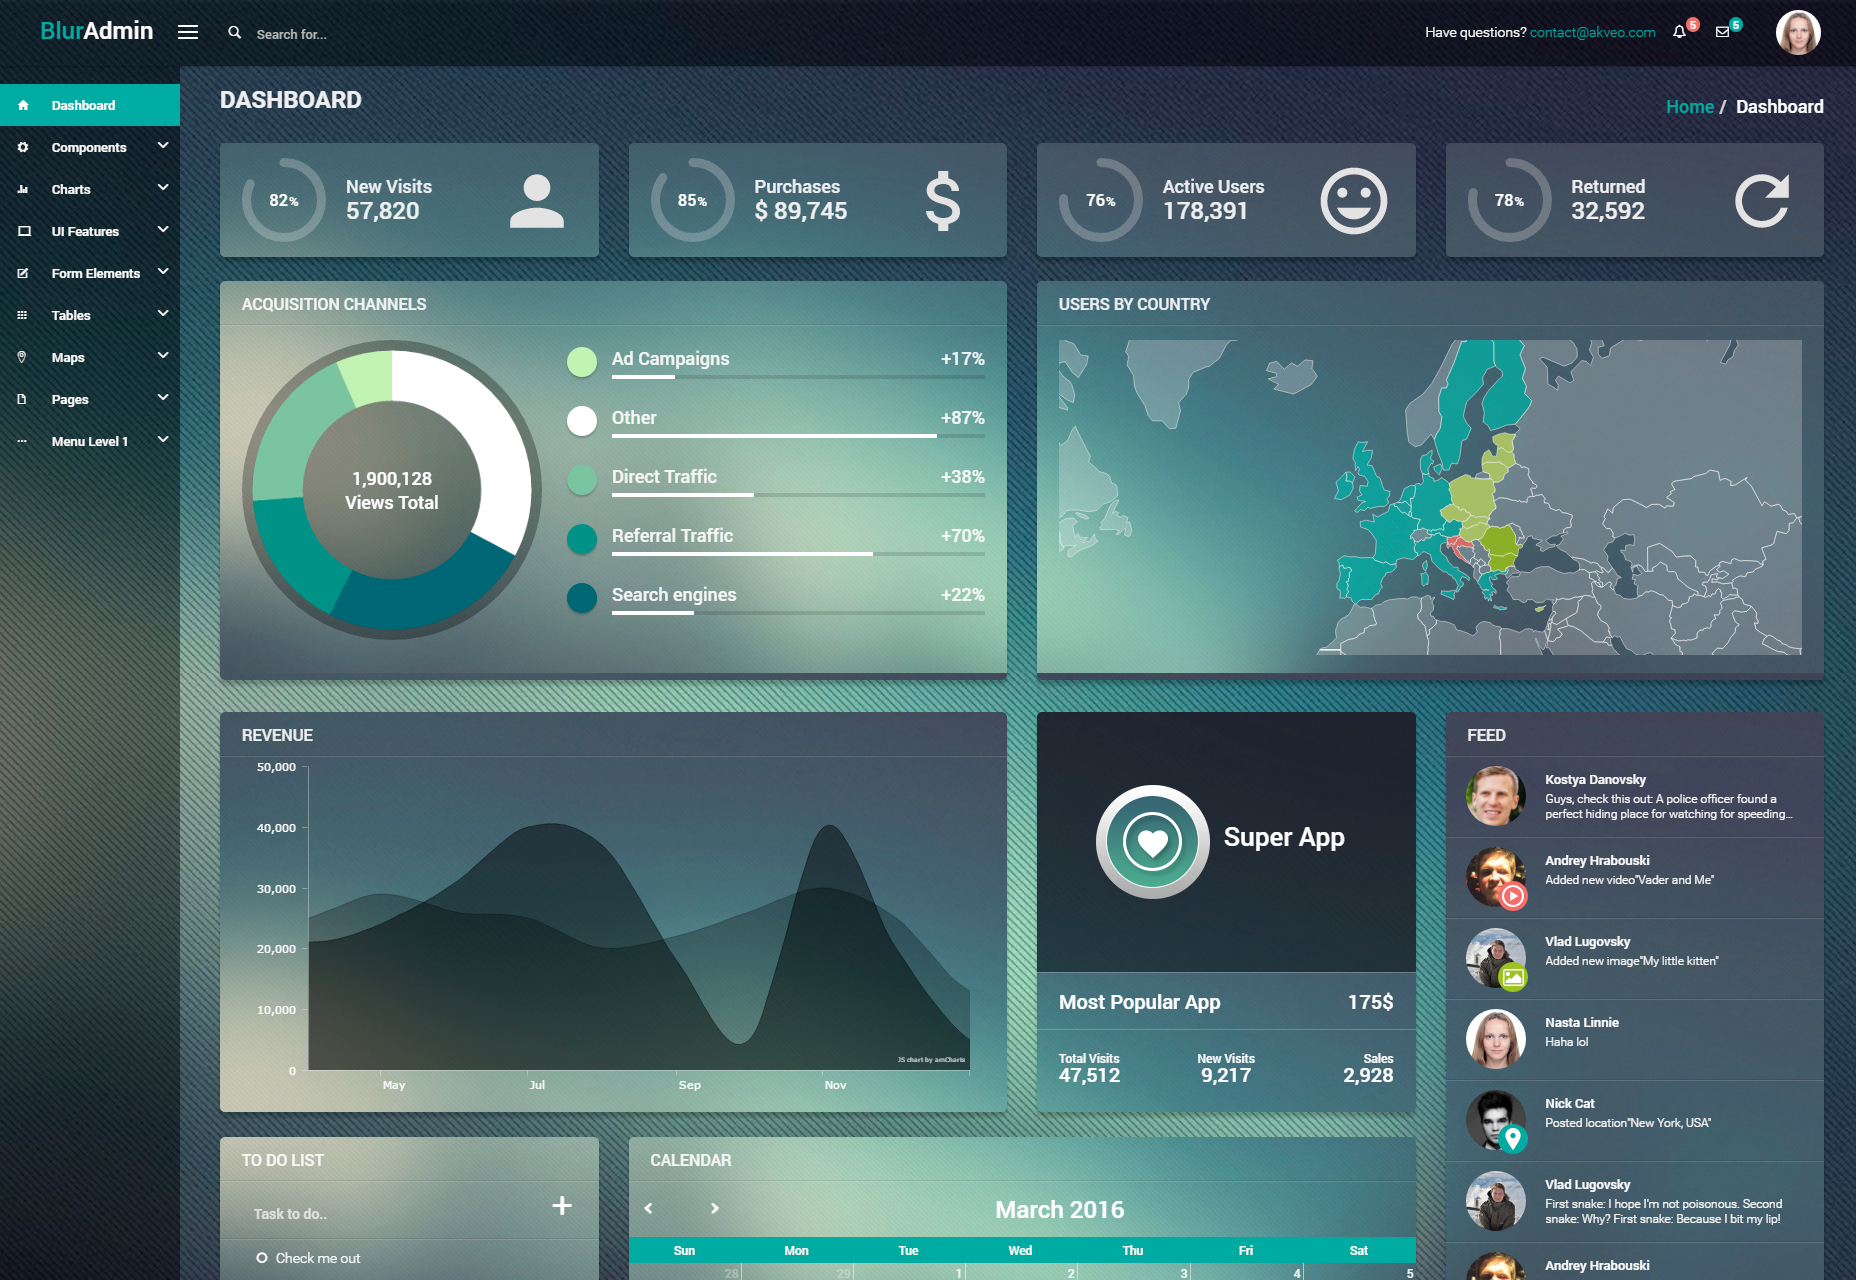 BlurAdmin
Search for...
Have questions? contact@akveo.com
5
5
Dashboard
Components
Charts
UI Features
Form Elements
Tables
Maps
Pages
Menu Level 1
DASHBOARD
Home / Dashboard
82%
New Visits
57,820
85%
Purchases
$ 89,745
76%
Active Users
178,391
78%
Returned
32,592
ACQUISITION CHANNELS
1,900,128
Views Total
Ad Campaigns +17%
Other +87%
Direct Traffic +38%
Referral Traffic +70%
Search engines +22%
USERS BY COUNTRY
REVENUE
50,000
40,000
30,000
20,000
10,000
0
May Jul Sep Nov
JS chart by amCharts
Super App
Most Popular App 175$
Total Visits New Visits Sales
47,512 9,217 2,928
FEED
Kostya Danovsky
Guys, check this out: A police officer found a
perfect hiding place for watching for speeding...
Andrey Hrabouski
Added new video"Vader and Me"
Vlad Lugovsky
Added new image"My little kitten"
Nasta Linnie
Haha lol
Nick Cat
Posted location"New York, USA"
Vlad Lugovsky
First snake: I hope I'm not poisonous. Second
snake: Why? First snake: Because I bit my lip!
Andrey Hrabouski
TO DO LIST
Task to do..
Check me out
CALENDAR
March 2016
Sun Mon Tue Wed Thu Fri Sat
28 29 1 2 3 4 5